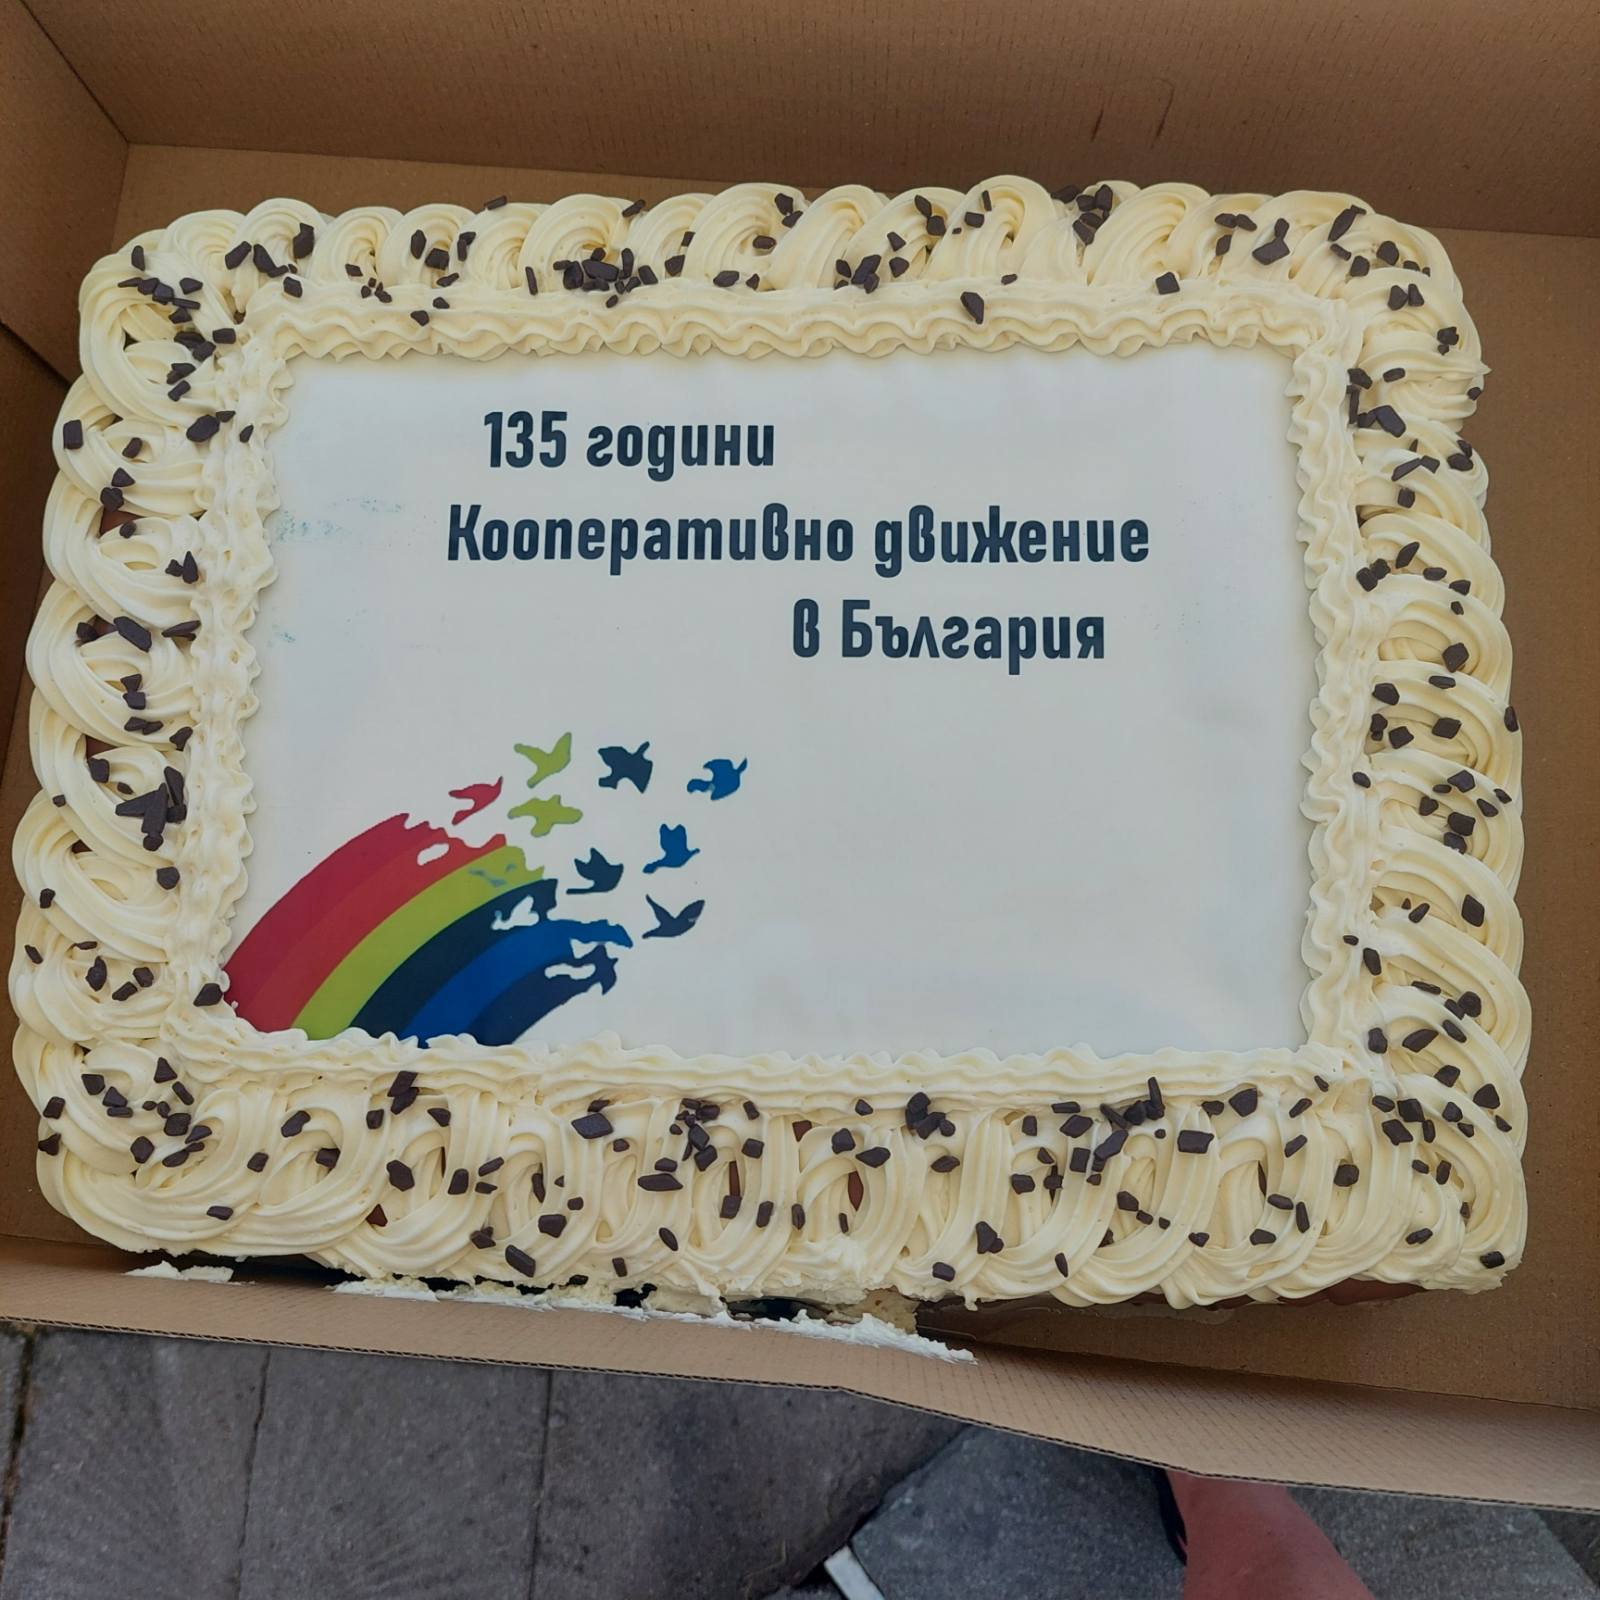 135 години
Кооперативно движение
в България